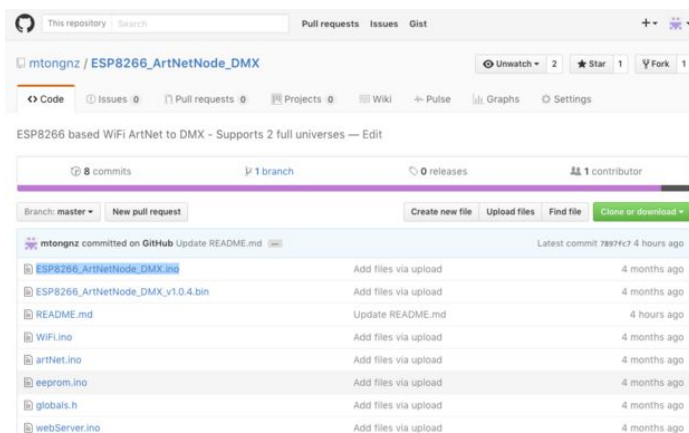 This repository Search Pull requests Issues Gist
mtongnz / ESP8266_ArtNetNode_DMX Unwatch 2 Star 1 Fork 1
Code Issues 0 Pull requests 0 Projects 0 Wiki Pulse Graphs Settings
ESP8266 based WiFi ArtNet to DMX - Supports 2 full universes — Edit
8 commits 1 branch 0 releases 1 contributor
Branch: master New pull request Create new file Upload files Find file Clone or download
mtongnz committed on GitHub Update README.md ... Latest commit 7897fc7 4 hours ago
ESP8266_ArtNetNode_DMX.ino Add files via upload 4 months ago
ESP8266_ArtNetNode_DMX_v1.0.4.bin Add files via upload 4 months ago
README.md Update README.md 4 hours ago
WiFi.ino Add files via upload 4 months ago
artNet.ino Add files via upload 4 months ago
eeprom.ino Add files via upload 4 months ago
globals.h Add files via upload 4 months ago
webServer.ino Add files via upload 4 months ago